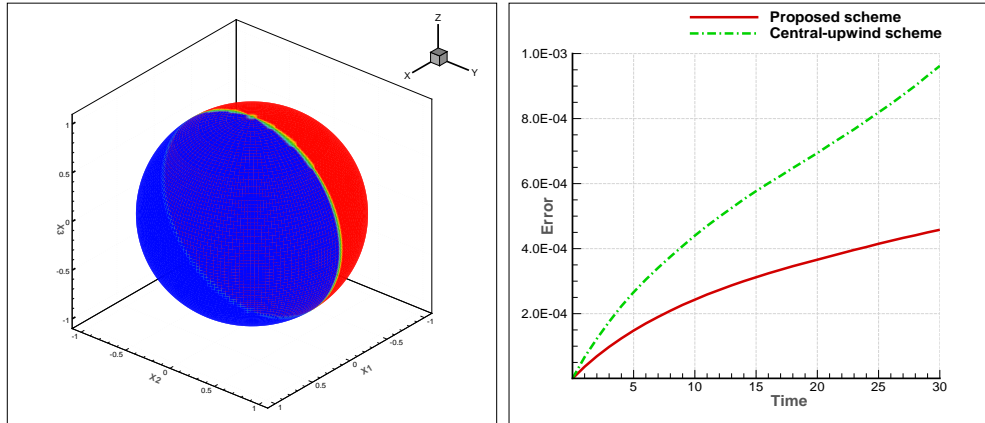 Z
X
Y
1
0.5
0
X3
-0.5
-1
-1
-0.5
0
X2
0.5
1
-1
-0.5
0
X1
0.5
1
Proposed scheme
Central-upwind scheme
1.0E-03
8.0E-04
6.0E-04
4.0E-04
2.0E-04
Error
5
10
15
20
25
30
Time